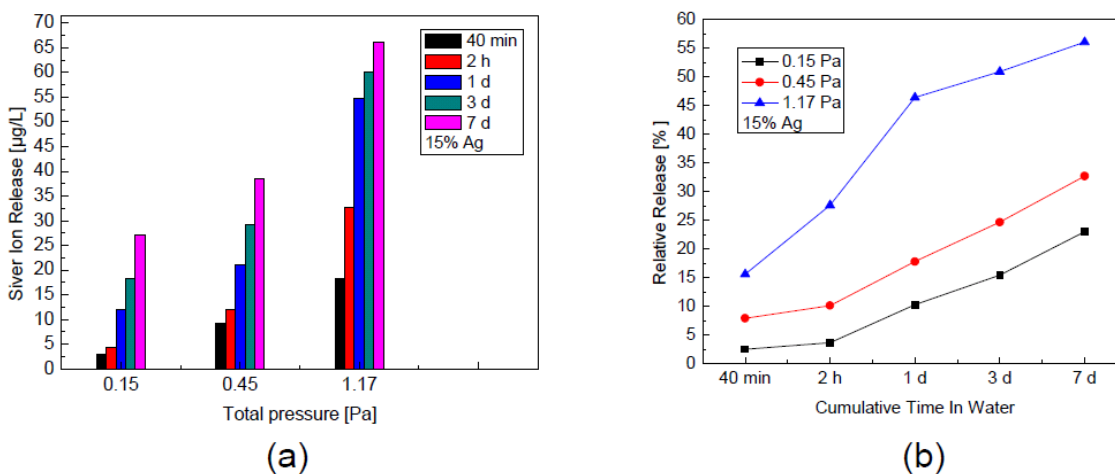 70
65
60
55
50
45
40
35
30
25
20
15
10
5
0
Siver Ion Release [µg/L]
40 min
2 h
1 d
3 d
7 d
15% Ag
0.15
0.45
1.17
Total pressure [Pa]
(a)
60
55
50
45
40
35
30
25
20
15
10
5
0
Relative Release [% ]
0.15 Pa
0.45 Pa
1.17 Pa
15% Ag
40 min
2 h
1 d
3 d
7 d
Cumulative Time In Water
(b)